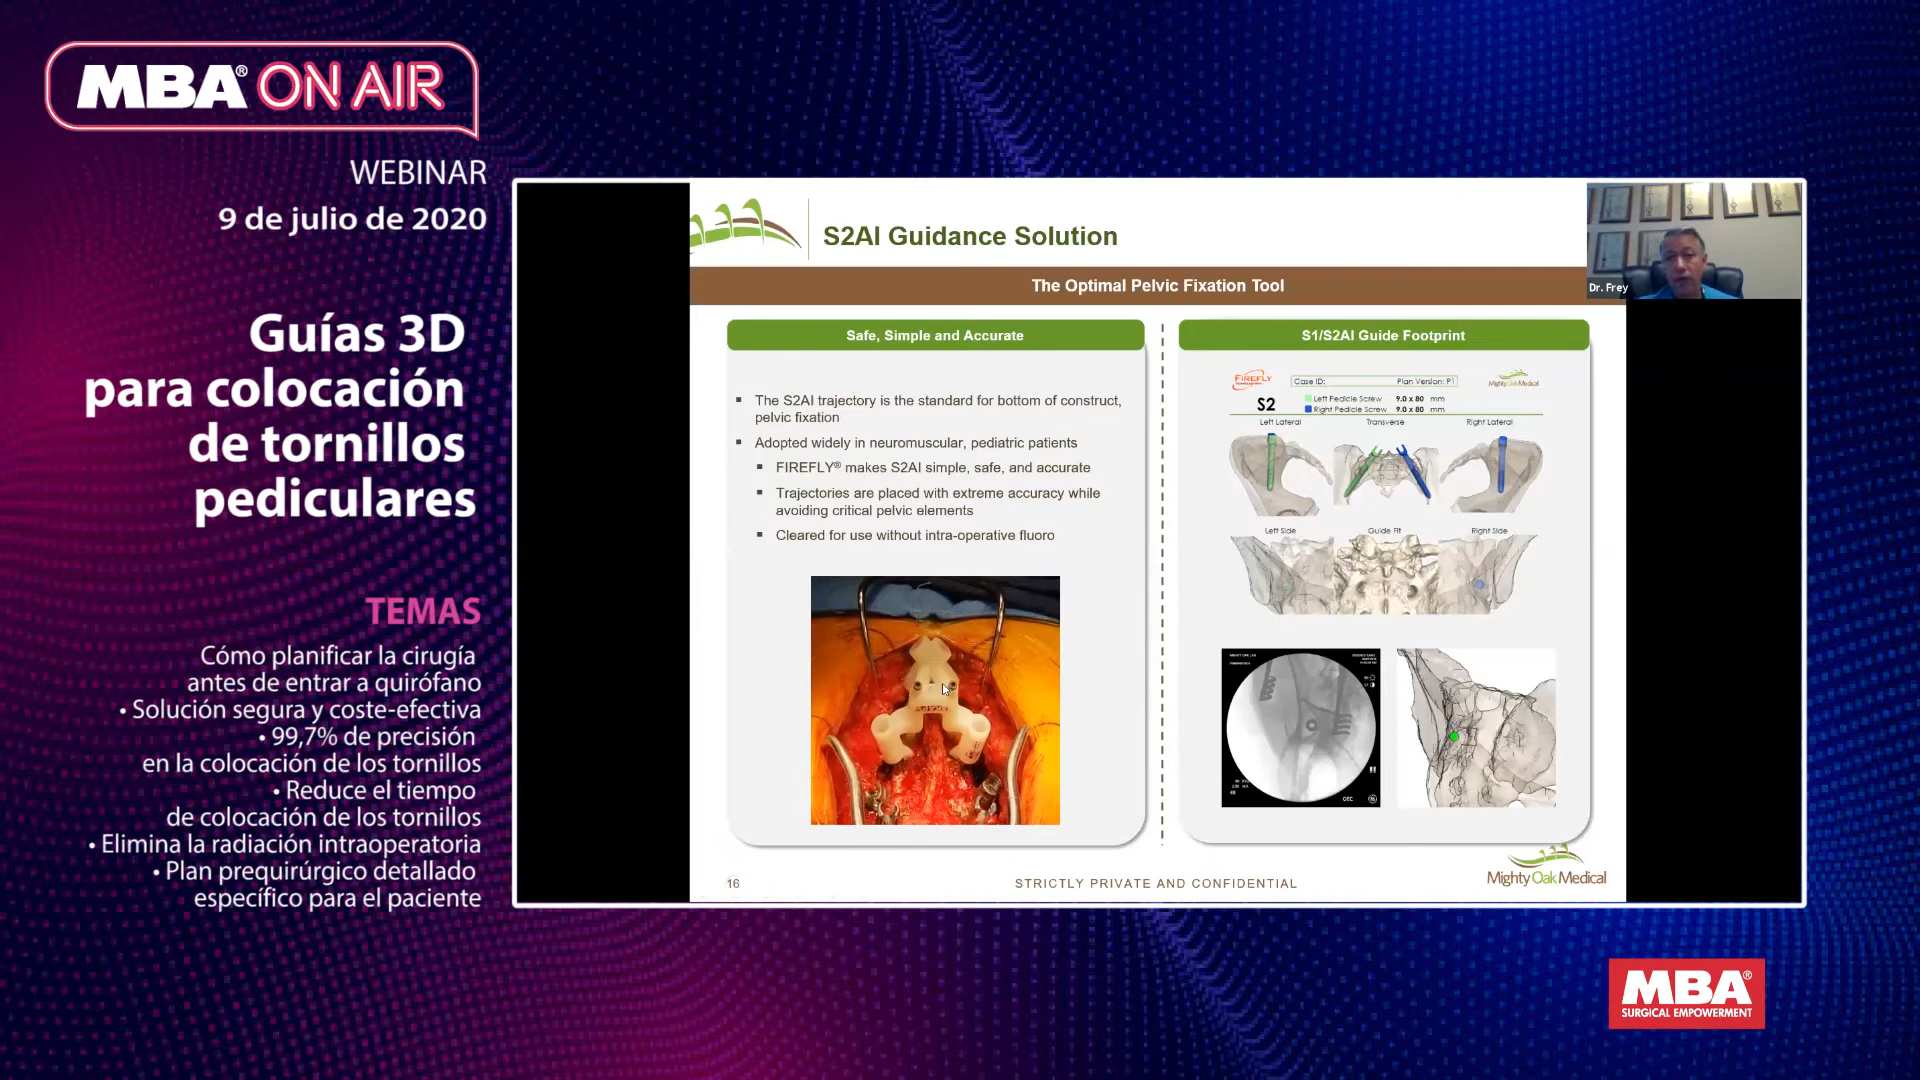 MBA® ON AIR
WEBINAR
9 de julio de 2020
Guías 3D
para colocación
de tornillos
pediculares
TEMAS
Cómo planificar la cirugía
antes de entrar a quirófano
• Solución segura y coste-efectiva
• 99,7% de precisión
en la colocación de los tornillos
• Reduce el tiempo
de colocación de los tornillos
• Elimina la radiación intraoperatoria
• Plan prequirúrgico detallado
específico para el paciente
S2AI Guidance Solution
The Optimal Pelvic Fixation Tool
Dr. Frey
Safe, Simple and Accurate
▪ The S2AI trajectory is the standard for bottom of construct,
pelvic fixation
▪ Adopted widely in neuromuscular, pediatric patients
▪ FIREFLY® makes S2AI simple, safe, and accurate
▪ Trajectories are placed with extreme accuracy while
avoiding critical pelvic elements
▪ Cleared for use without intra-operative fluoro
S1/S2AI Guide Footprint
FIREFLY
Case ID: Plan Version: P1
Mighty Oak Medical
S2
Left Pedicle Screw 9.0 x 80 mm
Right Pedicle Screw 9.0 x 80 mm
Left Lateral Transverse Right Lateral
Left Side Guide Fit Right Side
OEC
16
STRICTLY PRIVATE AND CONFIDENTIAL
Mighty Oak Medical
MBA®
SURGICAL EMPOWERMENT